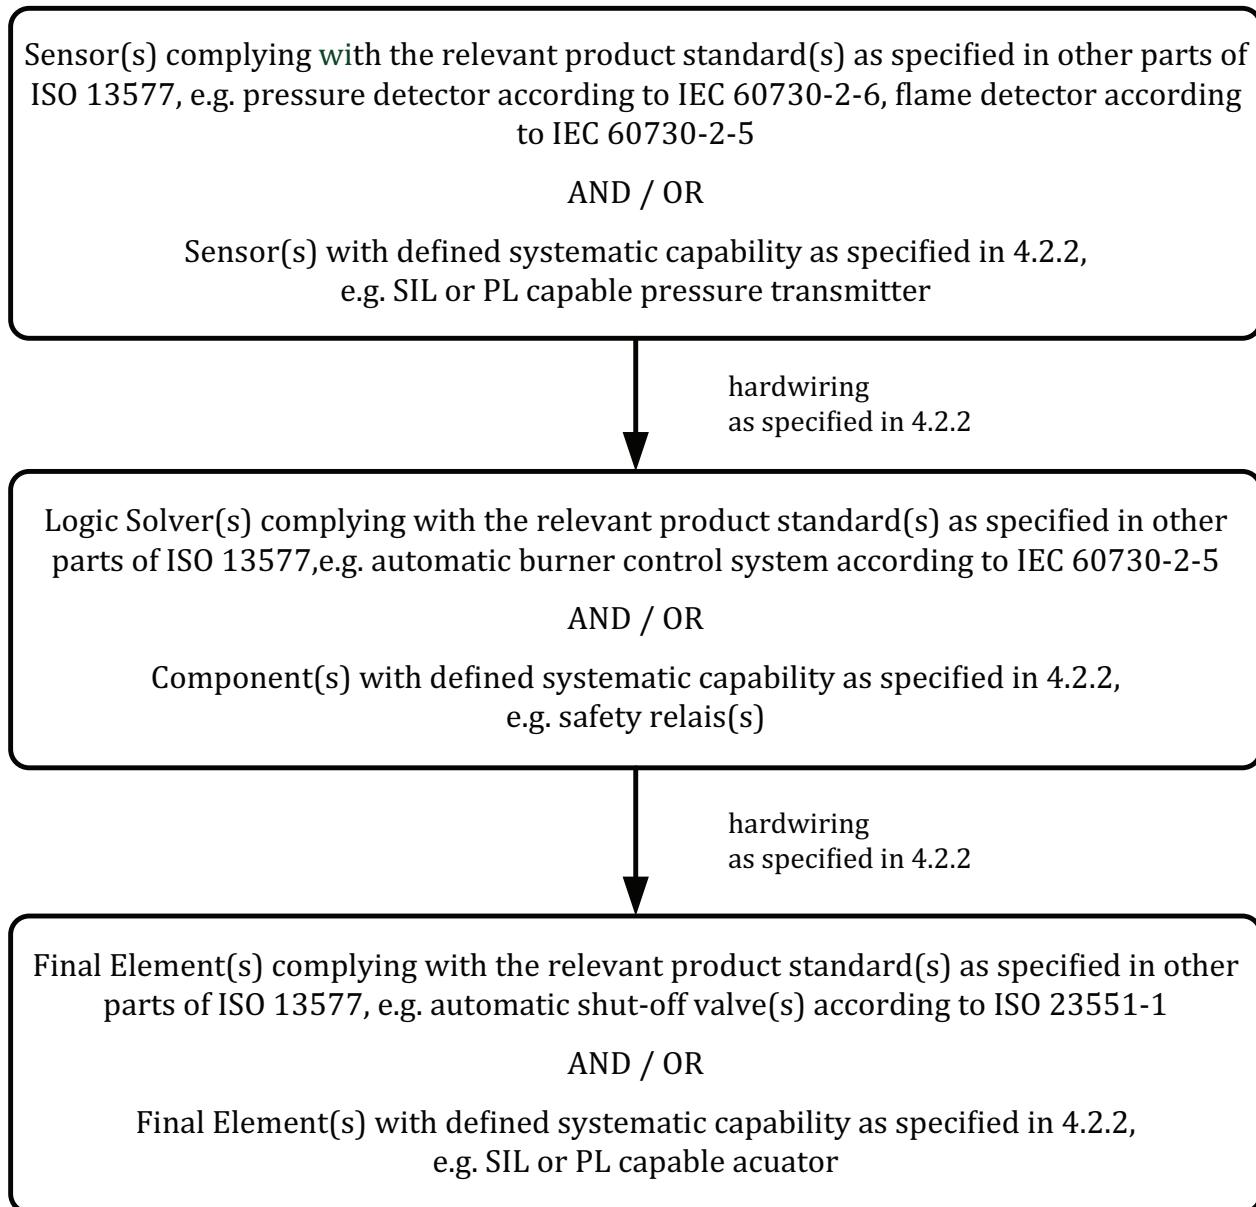 Sensor(s) complying with the relevant product standard(s) as specified in other parts of
ISO 13577, e.g. pressure detector according to IEC 60730-2-6, flame detector according
to IEC 60730-2-5
AND / OR
Sensor(s) with defined systematic capability as specified in 4.2.2,
e.g. SIL or PL capable pressure transmitter
hardwiring
as specified in 4.2.2
Logic Solver(s) complying with the relevant product standard(s) as specified in other
parts of ISO 13577,e.g. automatic burner control system according to IEC 60730-2-5
AND / OR
Component(s) with defined systematic capability as specified in 4.2.2,
e.g. safety relais(s)
hardwiring
as specified in 4.2.2
Final Element(s) complying with the relevant product standard(s) as specified in other
parts of ISO 13577, e.g. automatic shut-off valve(s) according to ISO 23551-1
AND / OR
Final Element(s) with defined systematic capability as specified in 4.2.2,
e.g. SIL or PL capable acuator